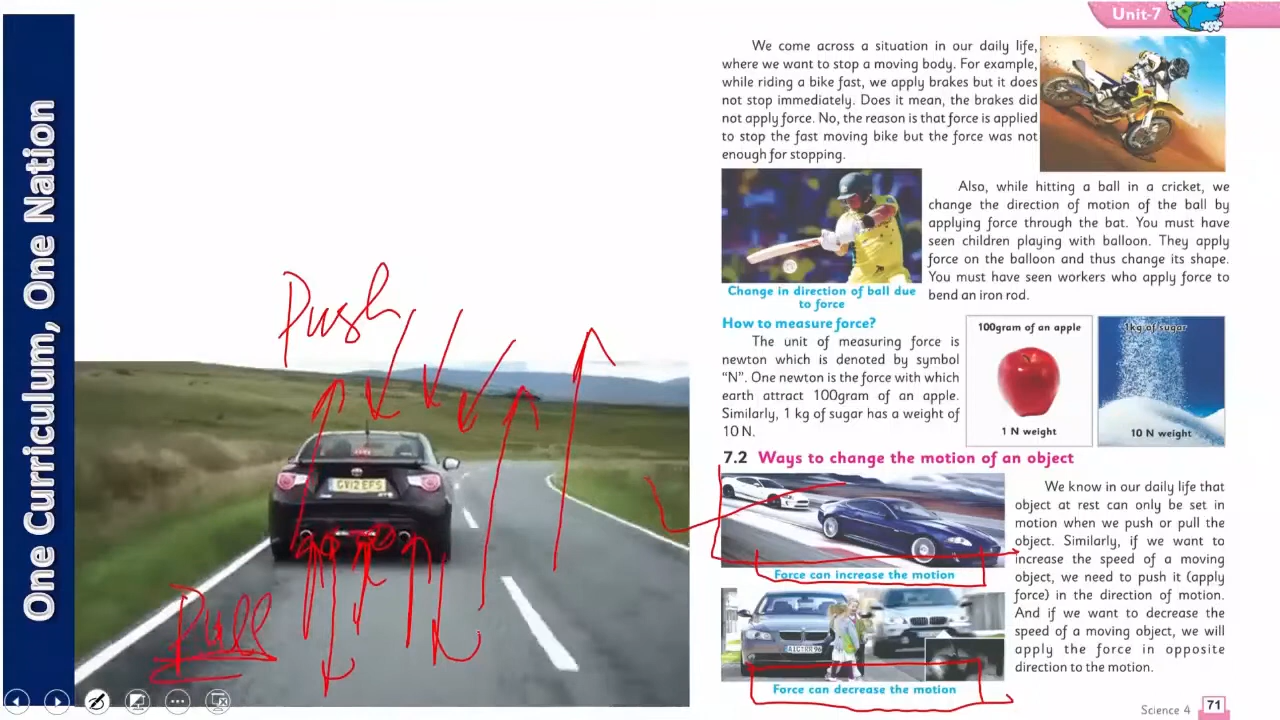 One Curriculum, One Nation
Push
GV12 EFS
Pull
Unit-7
We come across a situation in our daily life,
where we want to stop a moving body. For example,
while riding a bike fast, we apply brakes but it does
not stop immediately. Does it mean, the brakes did
not apply force. No, the reason is that force is applied
to stop the fast moving bike but the force was not
enough for stopping.
Also, while hitting a ball in a cricket, we
change the direction of motion of the ball by
applying force through the bat. You must have
seen children playing with balloon. They apply
force on the balloon and thus change its shape.
You must have seen workers who apply force to
bend an iron rod.
Change in direction of ball due
to force
How to measure force?
The unit of measuring force is
newton which is denoted by symbol
“N”. One newton is the force with which
earth attract 100gram of an apple.
Similarly, 1 kg of sugar has a weight of
10 N.
100gram of an apple
1 N weight
1kg of sugar
10 N weight
7.2 Ways to change the motion of an object
We know in our daily life that
object at rest can only be set in
motion when we push or pull the
object. Similarly, if we want to
increase the speed of a moving
object, we need to push it (apply
force) in the direction of motion.
And if we want to decrease the
speed of a moving object, we will
apply the force in opposite
direction to the motion.
Force can increase the motion
Force can decrease the motion
Science 4
71